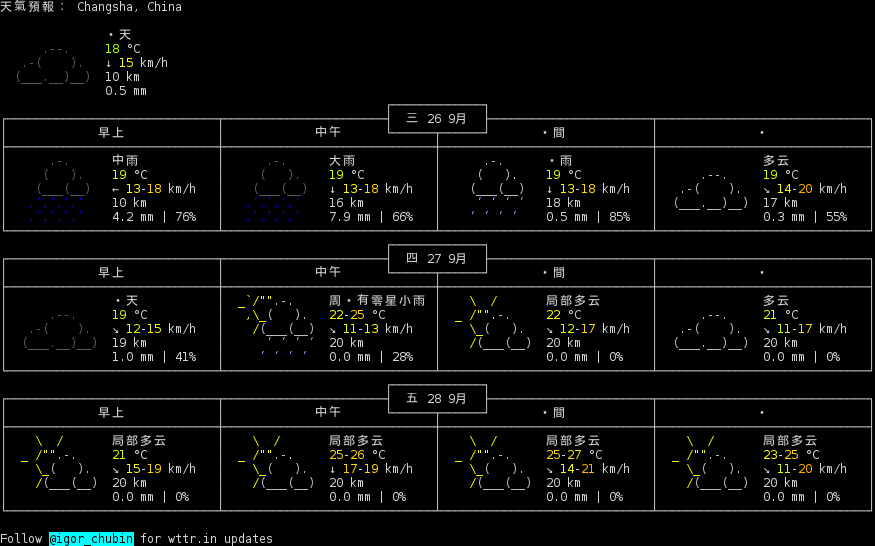 天氣預報： Changsha, China
・天
18 °C
↓ 15 km/h
10 km
0.5 mm
三 26 9月
早上 中午 ・間 ・
中雨 大雨 ・雨 多云
19 °C 19 °C 19 °C 19 °C
← 13-18 km/h ↓ 13-18 km/h ↓ 13-18 km/h ↘ 14-20 km/h
10 km 16 km 18 km 17 km
4.2 mm | 76% 7.9 mm | 66% 0.5 mm | 85% 0.3 mm | 55%
四 27 9月
早上 中午 ・間 ・
・天 周・有零星小雨 局部多云 多云
19 °C 22-25 °C 22 °C 21 °C
↘ 12-15 km/h ↘ 11-13 km/h ↘ 12-17 km/h ↘ 11-17 km/h
19 km 20 km 20 km 20 km
1.0 mm | 41% 0.0 mm | 28% 0.0 mm | 0% 0.0 mm | 0%
五 28 9月
早上 中午 ・間 ・
局部多云 局部多云 局部多云 局部多云
21 °C 25-26 °C 25-27 °C 23-25 °C
↘ 15-19 km/h ↓ 17-19 km/h ↘ 14-21 km/h ↘ 11-20 km/h
20 km 20 km 20 km 20 km
0.0 mm | 0% 0.0 mm | 0% 0.0 mm | 0% 0.0 mm | 0%
Follow @igor_chubin for wttr.in updates